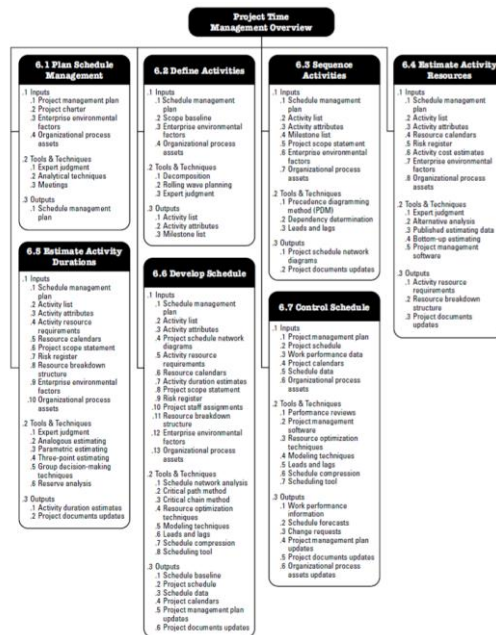 Project Time
Management Overview
6.1 Plan Schedule
Management
.1 Inputs
.1 Project management plan
.2 Project charter
.3 Enterprise environmental
factors
.4 Organizational process
assets
.2 Tools & Techniques
.1 Expert judgment
.2 Analytical techniques
.3 Meetings
.3 Outputs
.1 Schedule management
plan
6.2 Define Activities
.1 Inputs
.1 Schedule management
plan
.2 Scope baseline
.3 Enterprise environmental
factors
.4 Organizational process
assets
.2 Tools & Techniques
.1 Decomposition
.2 Rolling wave planning
.3 Expert judgment
.3 Outputs
.1 Activity list
.2 Activity attributes
.3 Milestone list
6.3 Sequence
Activities
.1 Inputs
.1 Schedule management
plan
.2 Activity list
.3 Activity attributes
.4 Milestone list
.5 Project scope statement
.6 Enterprise environmental
factors
.7 Organizational process
assets
.2 Tools & Techniques
.1 Precedence diagramming
method (PDM)
.2 Dependency determination
.3 Leads and lags
.3 Outputs
.1 Project schedule network
diagrams
.2 Project documents updates
6.4 Estimate Activity
Resources
.1 Inputs
.1 Schedule management
plan
.2 Activity list
.3 Activity attributes
.4 Resource calendars
.5 Risk register
.6 Activity cost estimates
.7 Enterprise environmental
factors
.8 Organizational process
assets
.2 Tools & Techniques
.1 Expert judgment
.2 Alternative analysis
.3 Published estimating data
.4 Bottom-up estimating
.5 Project management
software
.3 Outputs
.1 Activity resource
requirements
.2 Resource breakdown
structure
.3 Project documents
updates
6.5 Estimate Activity
Durations
.1 Inputs
.1 Schedule management
plan
.2 Activity list
.3 Activity attributes
.4 Activity resource
requirements
.5 Resource calendars
.6 Project scope statement
.7 Risk register
.8 Resource breakdown
structure
.9 Enterprise environmental
factors
.10 Organizational process
assets
.2 Tools & Techniques
.1 Expert judgment
.2 Analogous estimating
.3 Parametric estimating
.4 Three-point estimating
.5 Group decision-making
techniques
.6 Reserve analysis
.3 Outputs
.1 Activity duration estimates
.2 Project documents updates
6.6 Develop Schedule
.1 Inputs
.1 Schedule management
plan
.2 Activity list
.3 Activity attributes
.4 Project schedule network
diagrams
.5 Activity resource
requirements
.6 Resource calendars
.7 Activity duration estimates
.8 Project scope statement
.9 Risk register
.10 Project staff assignments
.11 Resource breakdown
structure
.12 Enterprise environmental
factors
.13 Organizational process
assets
.2 Tools & Techniques
.1 Schedule network analysis
.2 Critical path method
.3 Critical chain method
.4 Resource optimization
techniques
.5 Modeling techniques
.6 Leads and lags
.7 Schedule compression
.8 Scheduling tool
.3 Outputs
.1 Schedule baseline
.2 Project schedule
.3 Schedule data
.4 Project calendars
.5 Project management plan
updates
.6 Project documents updates
6.7 Control Schedule
.1 Inputs
.1 Project management plan
.2 Project schedule
.3 Work performance data
.4 Project calendars
.5 Schedule data
.6 Organizational process
assets
.2 Tools & Techniques
.1 Performance reviews
.2 Project management
software
.3 Resource optimization
techniques
.4 Modeling techniques
.5 Leads and lags
.6 Schedule compression
.7 Scheduling tool
.3 Outputs
.1 Work performance
information
.2 Schedule forecasts
.3 Change requests
.4 Project management plan
updates
.5 Project documents updates
.6 Organizational process
assets updates